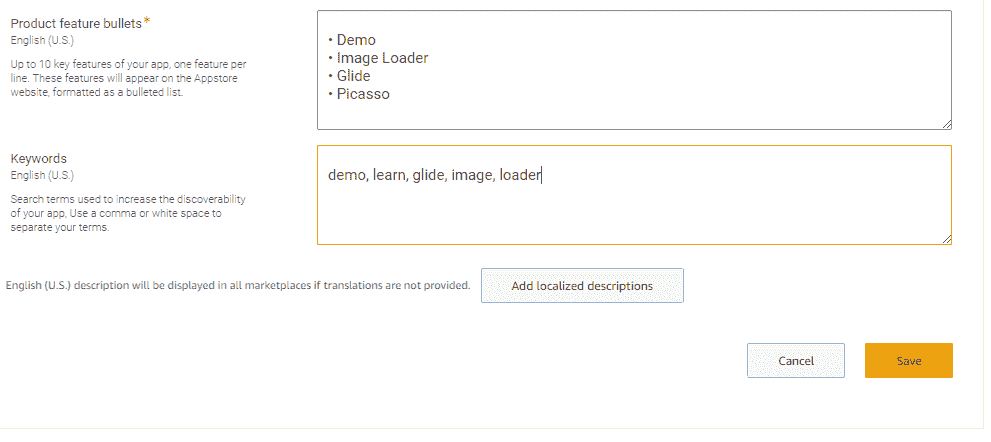 Product feature bullets*
English (U.S.)
Up to 10 key features of your app, one feature per
line. These features will appear on the Appstore
website, formatted as a bulleted list.
• Demo
• Image Loader
• Glide
• Picasso
Keywords
English (U.S.)
Search terms used to increase the discoverability
of your app, Use a comma or white space to
separate your terms.
demo, learn, glide, image, loader
English (U.S.) description will be displayed in all marketplaces if translations are not provided.
Add localized descriptions
Cancel
Save